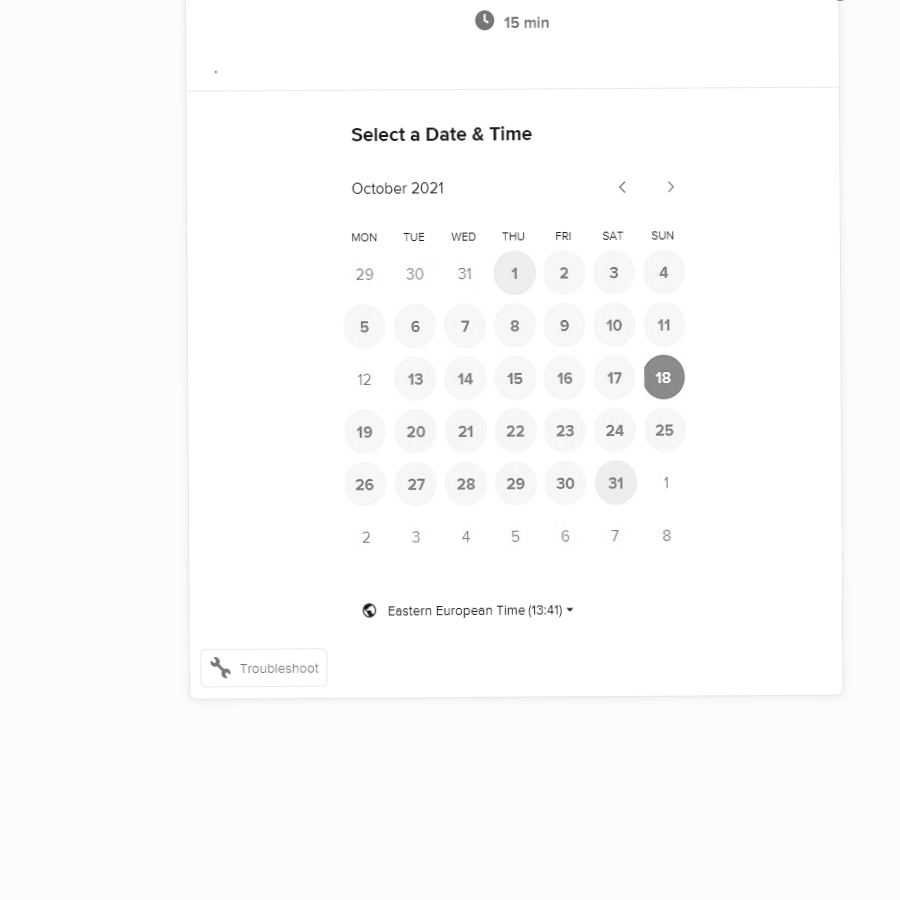 15 min
.
Select a Date & Time
October 2021
MON TUE WED THU FRI SAT SUN
29 30 31 1 2 3 4
5 6 7 8 9 10 11
12 13 14 15 16 17 18
19 20 21 22 23 24 25
26 27 28 29 30 31 1
2 3 4 5 6 7 8
Eastern European Time (13:41)
Troubleshoot